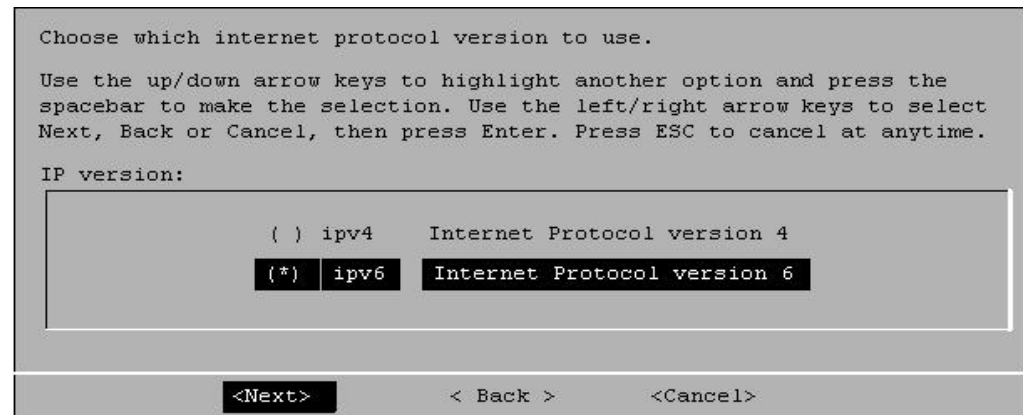 Choose which internet protocol version to use.
Use the up/down arrow keys to highlight another option and press the
spacebar to make the selection. Use the left/right arrow keys to select
Next, Back or Cancel, then press Enter. Press ESC to cancel at anytime.
IP version:
( ) ipv4 Internet Protocol version 4
(*) ipv6 Internet Protocol version 6
<Next> < Back > <Cancel>